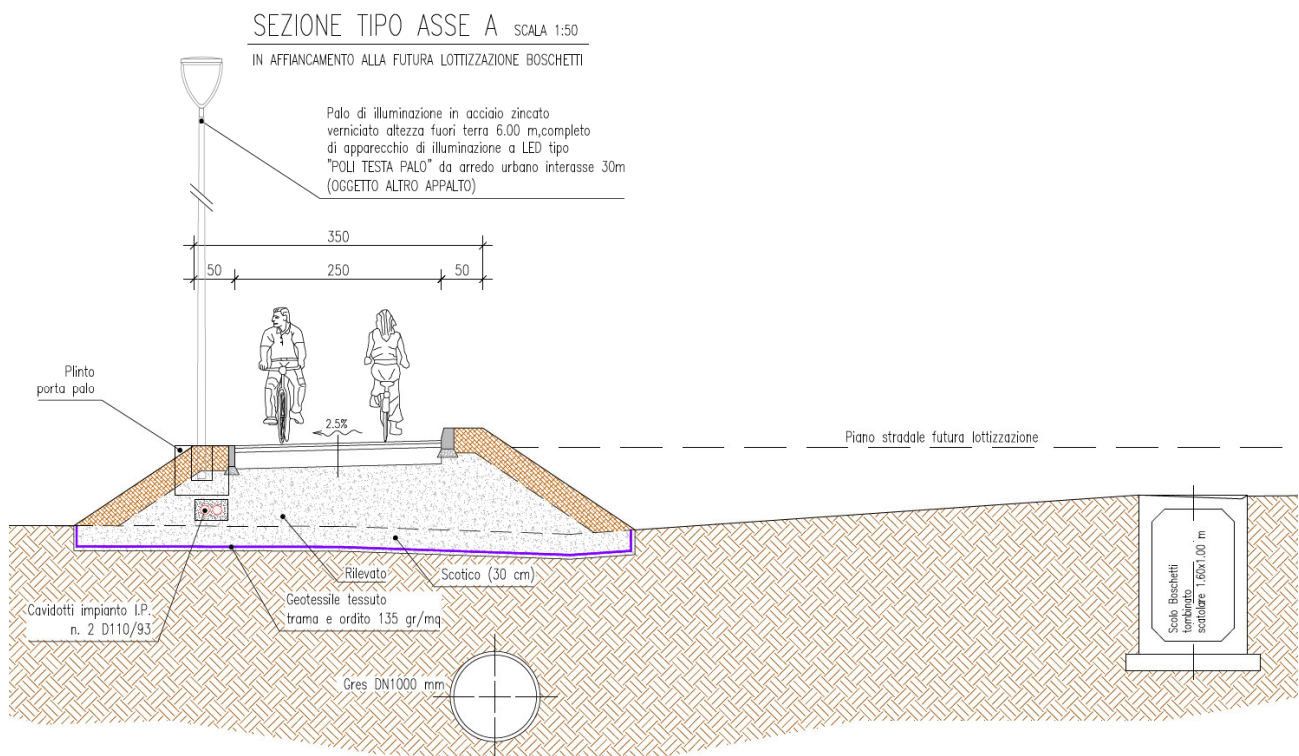 SEZIONE TIPO ASSE A SCALA 1:50
IN AFFIANCAMENTO ALLA FUTURA LOTTIZZAZIONE BOSCHETTI
Palo di illuminazione in acciaio zincato
verniciato altezza fuori terra 6.00 m,completo
di apparecchio di illuminazione a LED tipo
"POLI TESTA PALO" da arredo urbano interasse 30m
(OGGETTO ALTRO APPALTO)
350
50 250 50
Plinto
porta palo
2.5%
Piano stradale futura lottizzazione
Rilevato
Scotico (30 cm)
Geotessile tessuto
trama e ordito 135 gr/mq
Cavidotti impianto I.P.
n. 2 D110/93
Gres DN1000 mm
Scolo Boschetti
tombinato
scatolare 1.60x1.00 m